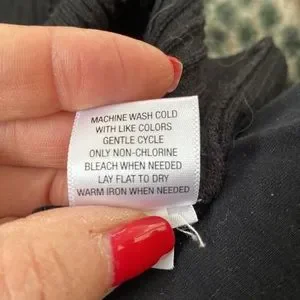 MACHINE WASH COLD
WITH LIKE COLORS
GENTLE CYCLE
ONLY NON-CHLORINE
BLEACH WHEN NEEDED
LAY FLAT TO DRY
WARM IRON WHEN NEEDED